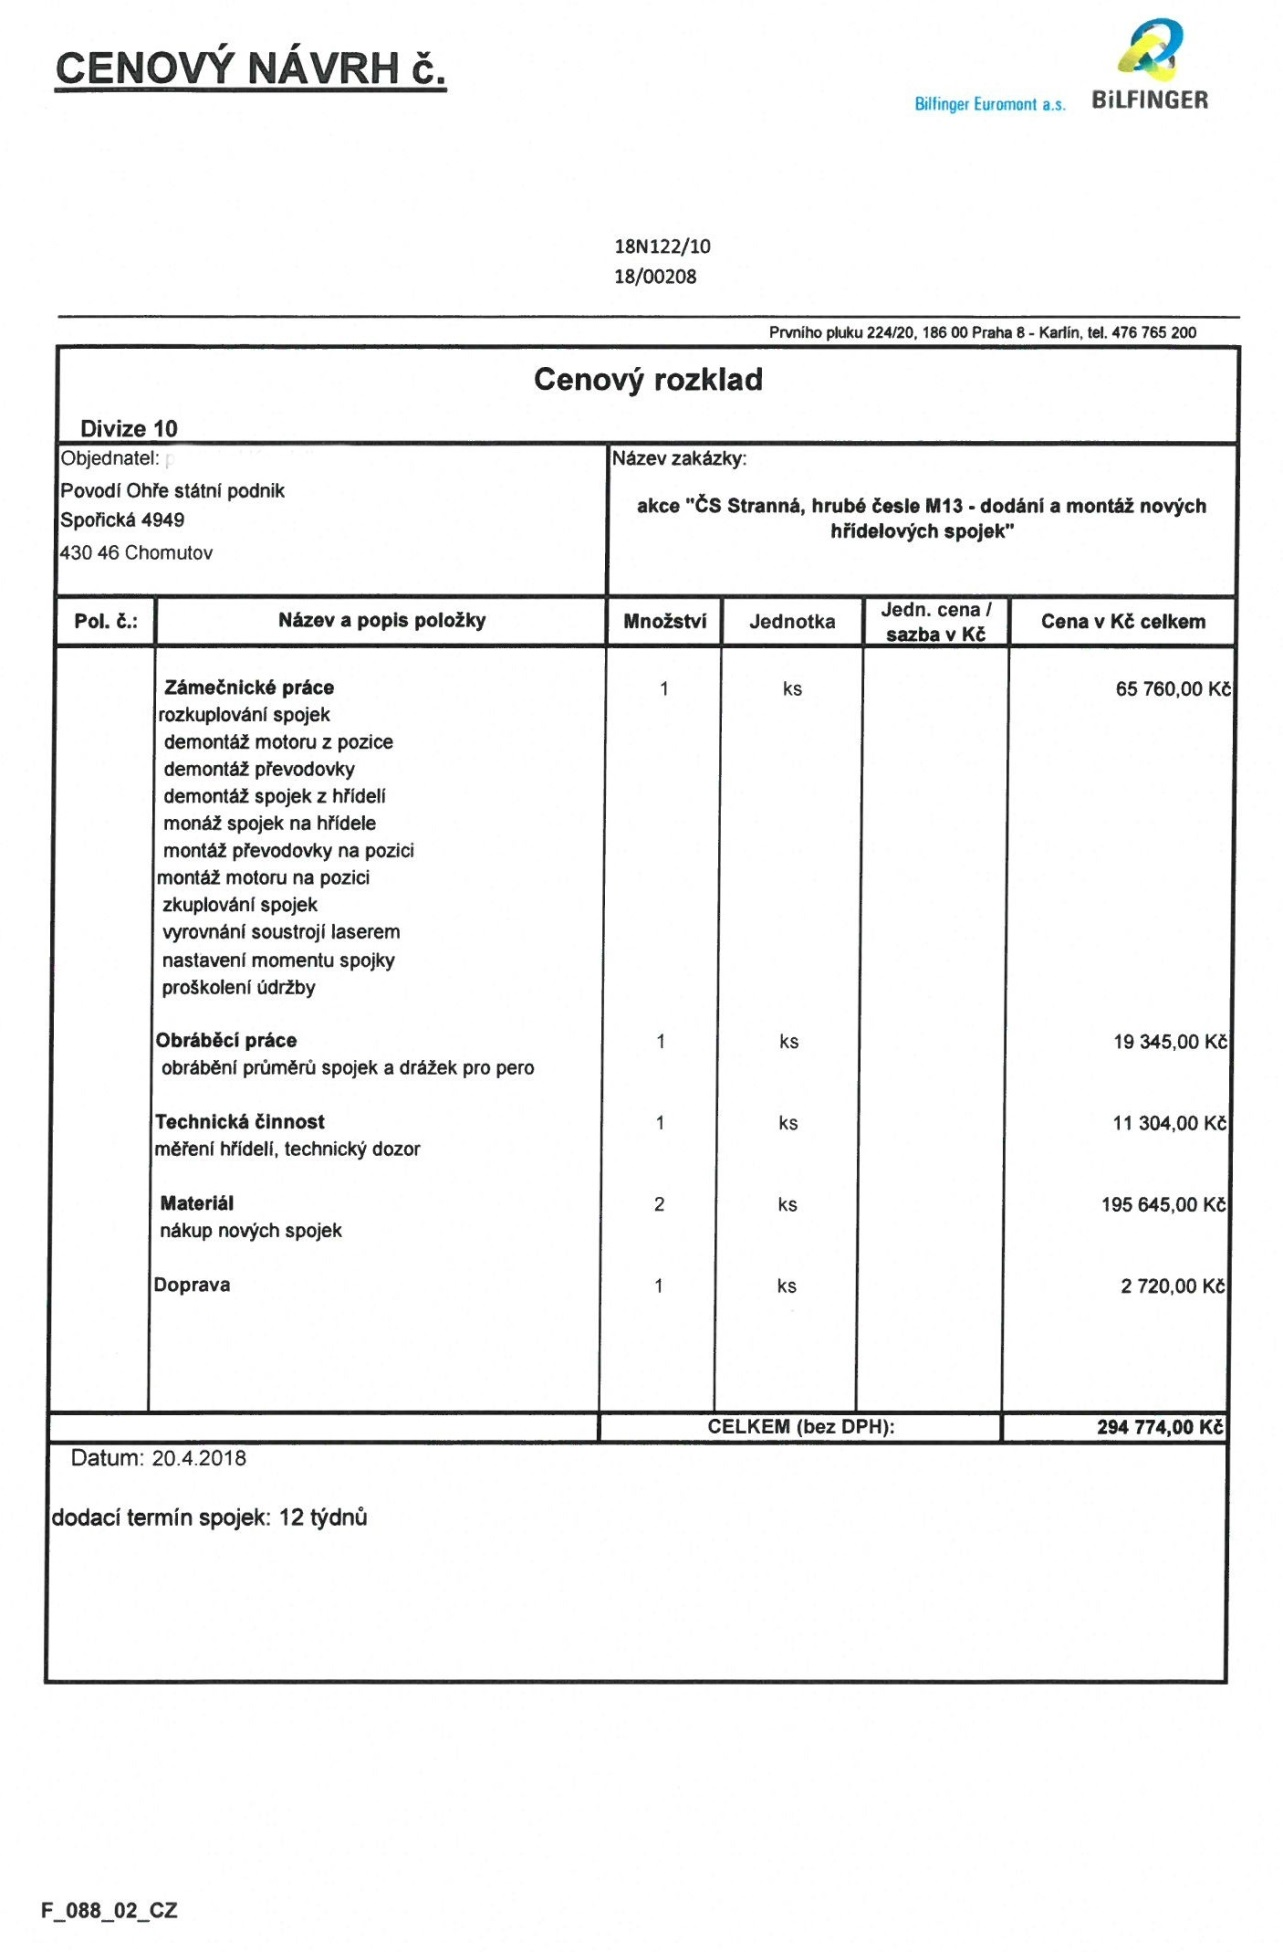 CENOVÝ NÁVRH č.
Bilfinger Euromont a.s.
BiLFINGER
18N122/10
18/00208
Prvního pluku 224/20, 186 00 Praha 8 - Karlín, tel. 476 765 200
Cenový rozklad
Divize 10
Objednatel:
Povodí Ohře státní podnik
Spořická 4949
430 46 Chomutov
Název zakázky:
akce "ČS Stranná, hrubé česle M13 - dodání a montáž nových
hřídelových spojek"
Pol. č.: Název a popis položky Množství Jednotka Jedn. cena / sazba v Kč Cena v Kč celkem
Zámečnické práce 1 ks 65 760,00 Kč
rozkuplování spojek
demontáž motoru z pozice
demontáž převodovky
demontáž spojek z hřídelí
monáž spojek na hřídele
montáž převodovky na pozici
montáž motoru na pozici
zkuplování spojek
vyrovnání soustrojí laserem
nastavení momentu spojky
proškolení údržby
Obráběcí práce 1 ks 19 345,00 Kč
obrábění průměrů spojek a drážek pro pero
Technická činnost 1 ks 11 304,00 Kč
měření hřídelí, technický dozor
Materiál 2 ks 195 645,00 Kč
nákup nových spojek
Doprava 1 ks 2 720,00 Kč
CELKEM (bez DPH): 294 774,00 Kč
Datum: 20.4.2018
dodací termín spojek: 12 týdnů
F_088_02_CZ